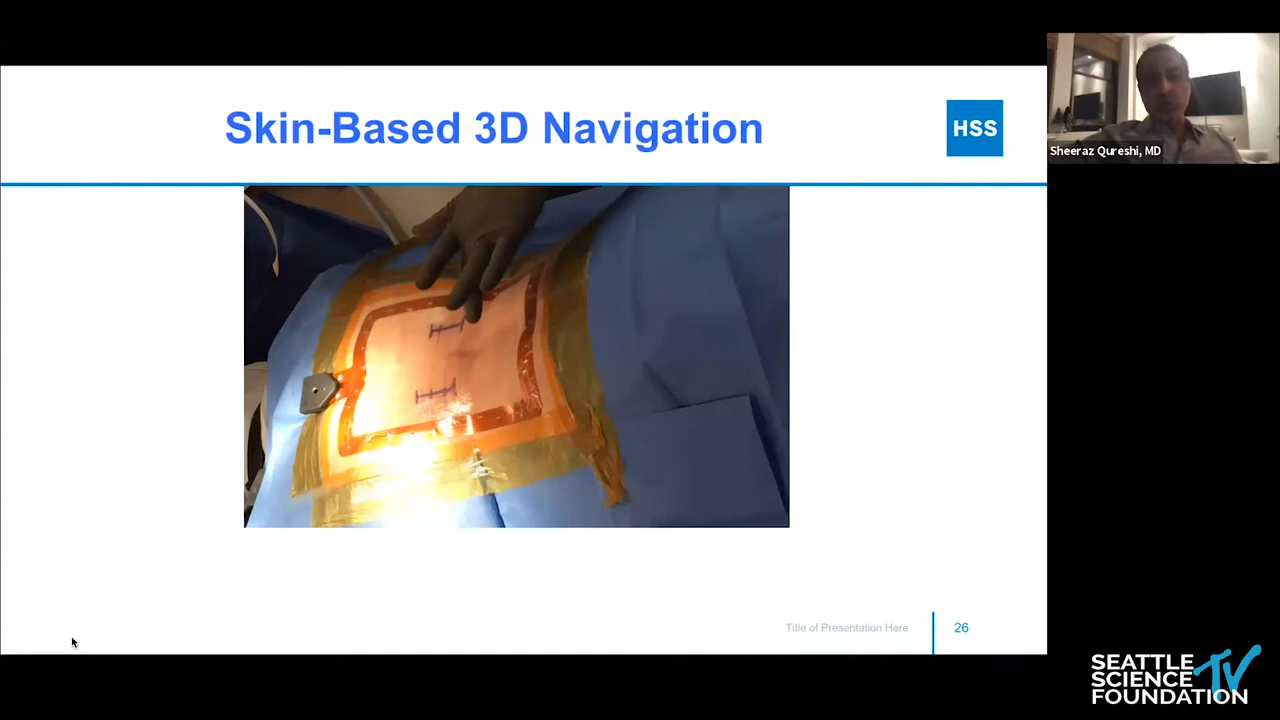 Skin-Based 3D Navigation
HSS
Sheeraz Qureshi, MD
Title of Presentation Here
26
SEATTLE
SCIENCE
FOUNDATION
TV